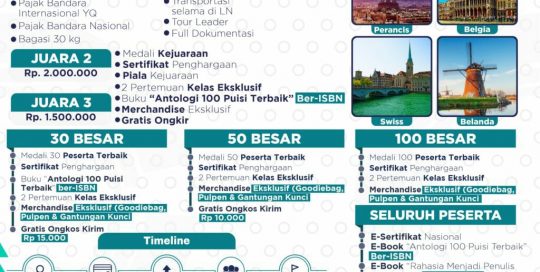 • Pajak Bandara
Internasional YQ
• Pajak Bandara Nasional
• Bagasi 30 kg
Transportasi
selama di LN
• Tour Leader
• Full Dokumentasi
Perancis
Belgia
Swiss
Belanda
JUARA 2
Rp. 2.000.000
JUARA 3
Rp. 1.500.000
• Medali Kejuaraan
• Sertifikat Penghargaan
• Piala Kejuaraan
• 2 Pertemuan Kelas Eksklusif
• Buku “Antologi 100 Puisi Terbaik” Ber-ISBN
• Merchandise Eksklusif
• Gratis Ongkir
30 BESAR
Medali 30 Peserta Terbaik
Sertifikat Penghargaan
Buku “Antologi 100 Puisi
Terbaik” ber-ISBN
2 Pertemuan Kelas Eksklusif
Merchandise Eksklusif (Goodiebag,
Pulpen & Gantungan Kunci
Gratis Ongkos Kirim
Rp 15.000
50 BESAR
Medali 50 Peserta Terbaik
Sertifikat Penghargaan
2 Pertemuan Kelas Eksklusif
Merchandise Eksklusif (Goodiebag,
Pulpen & Gantungan Kunci
Gratis Ongkos Kirim
Rp 10.000
100 BESAR
Medali 100 Peserta Terbaik
Sertifikat Penghargaan
2 Pertemuan Kelas Eksklusif
Merchandise Eksklusif (Goodiebag,
Pulpen & Gantungan Kunci
SELURUH PESERTA
E-Sertifikat Nasional
E-Book “Antologi 100 Puisi Terbaik”
Ber-ISBN
E-Book “Rahasia Menjadi Penulis
Timeline